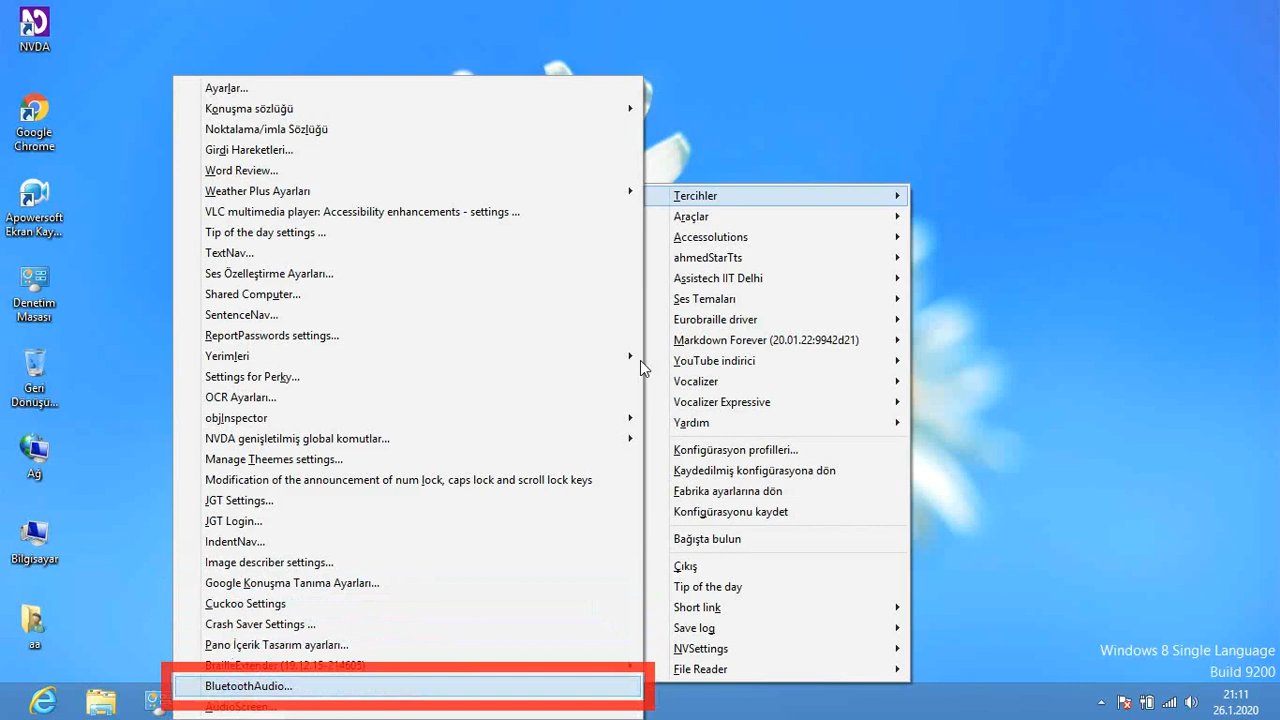 NVDA
Google
Chrome
Apowersoft
Ekran Kay...
Denetim
Masası
Geri
Dönüşü...
Ağ
Bilgisayar
aa
Ayarlar...
Konuşma sözlüğü
Noktalama/imla Sözlüğü
Girdi Hareketleri...
Word Review...
Weather Plus Ayarları
VLC multimedia player: Accessibility enhancements - settings ...
Tip of the day settings ...
TextNav...
Ses Özelleştirme Ayarları...
Shared Computer...
SentenceNav...
ReportPasswords settings...
Yerimleri
Settings for Perky...
OCR Ayarları...
objInspector
NVDA genişletilmiş global komutlar...
Manage Theemes settings...
Modification of the announcement of num lock, caps lock and scroll lock keys
JGT Settings...
JGT Login...
IndentNav...
Image describer settings...
Google Konuşma Tanıma Ayarları...
Cuckoo Settings
Crash Saver Settings ...
Pano İçerik Tasarım ayarları...
BrailleExtender (19.12.15-214605)
BluetoothAudio...
AudioScreen...
Tercihler
Araçlar
Accessolutions
ahmedStarTts
Assistech IIT Delhi
Ses Temaları
Eurobraille driver
Markdown Forever (20.01.22:9942d21)
YouTube indirici
Vocalizer
Vocalizer Expressive
Yardım
Konfigürasyon profilleri...
Kaydedilmiş konfigürasyona dön
Fabrika ayarlarına dön
Konfigürasyonu kaydet
Bağışta bulun
Çıkış
Tip of the day
Short link
Save log
NVSettings
File Reader
Windows 8 Single Language
Build 9200
21:11
26.1.2020